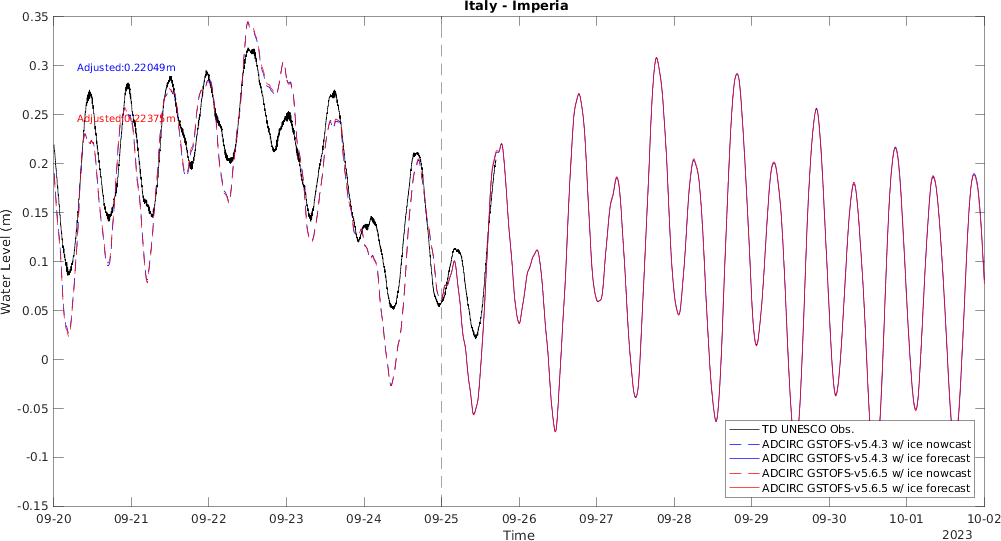 Italy - Imperia
0.35
0.3
0.25
0.2
0.15
0.1
0.05
0
-0.05
-0.1
-0.15
Water Level (m)
Adjusted:0.22049m
Adjusted:0.22375m
TD UNESCO Obs.
ADCIRC GSTOFS-v5.4.3 w/ ice nowcast
ADCIRC GSTOFS-v5.4.3 w/ ice forecast
ADCIRC GSTOFS-v5.6.5 w/ ice nowcast
ADCIRC GSTOFS-v5.6.5 w/ ice forecast
09-20 09-21 09-22 09-23 09-24 09-25 09-26 09-27 09-28 09-29 09-30 10-01 10-02
Time
2023